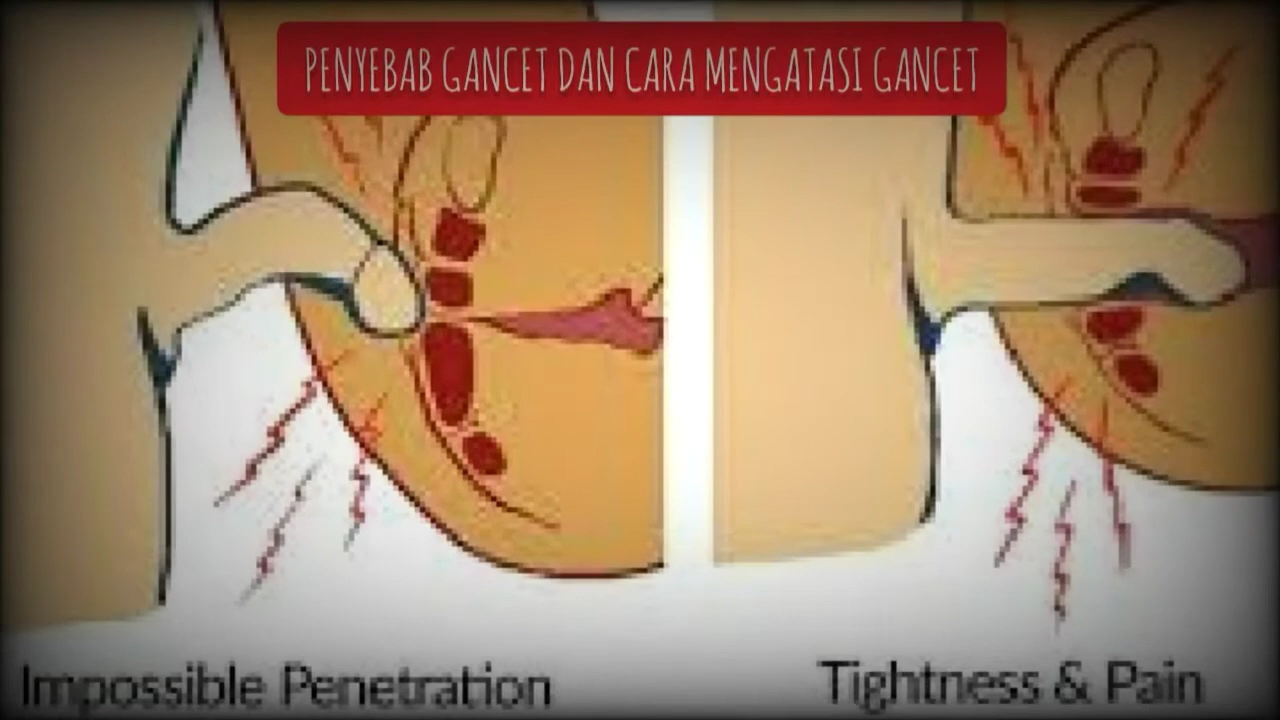 PENYEBAB GANCET DAN CARA MENGATASI GANCET
Impossible Penetration
Tightness & Pain